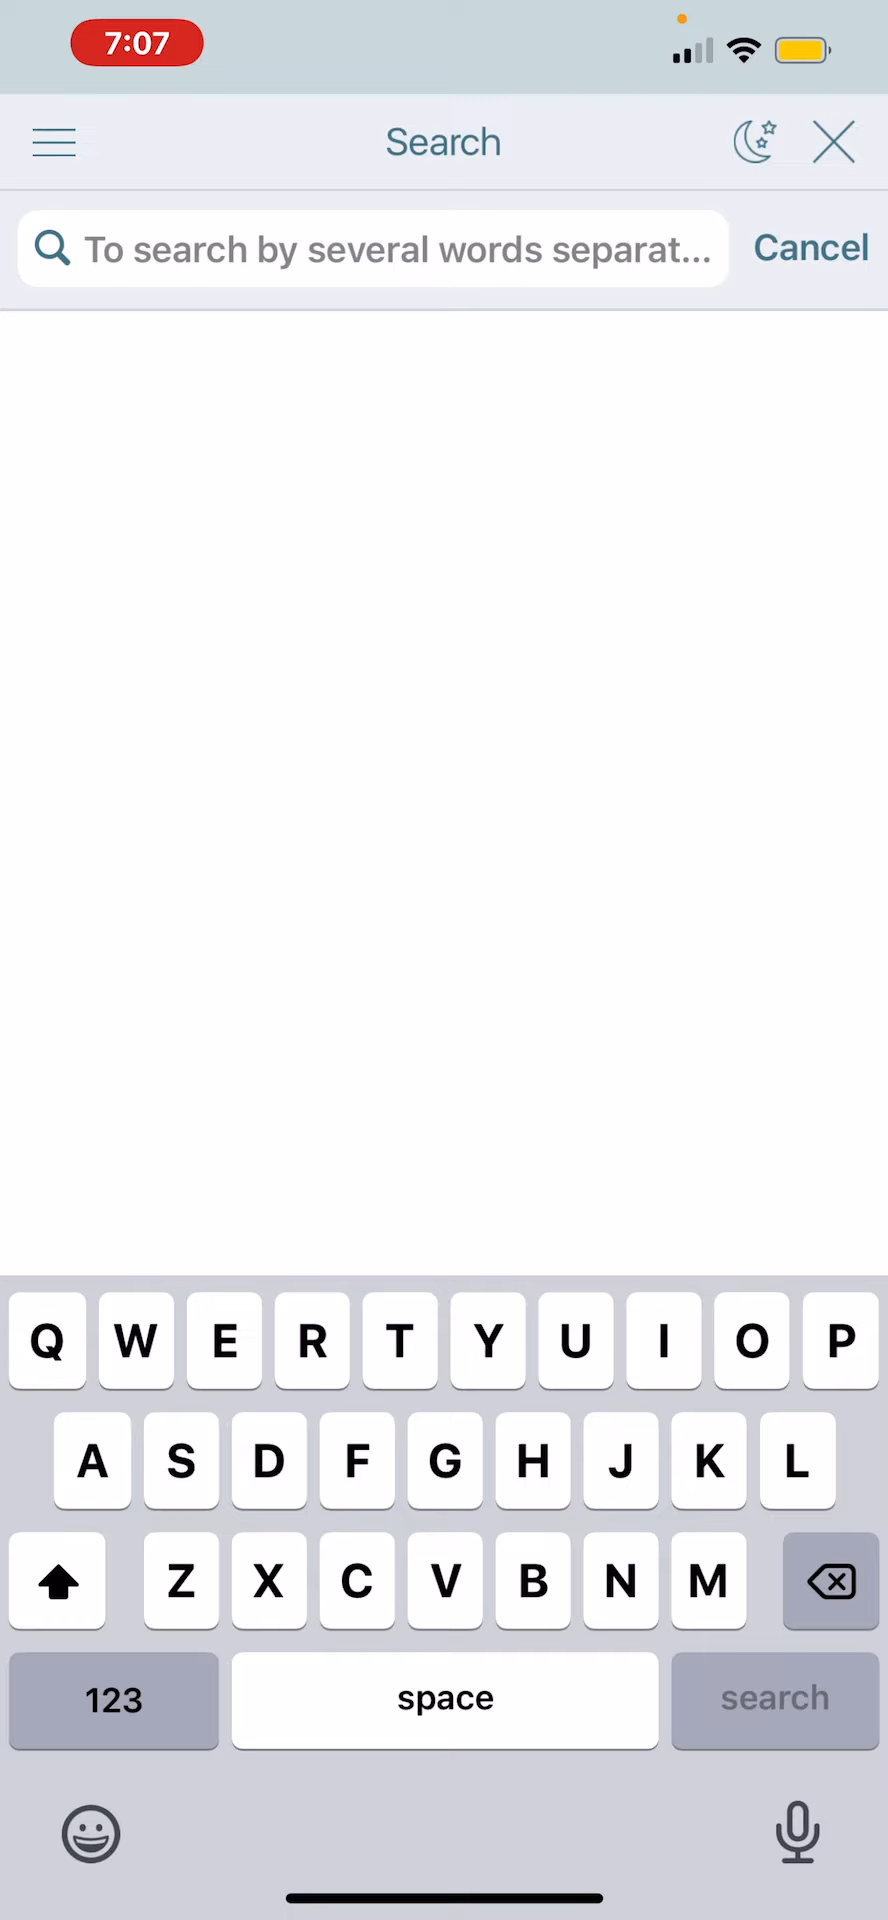 7:07
Search
To search by several words separat...
Cancel
Q W E R T Y U I O P
A S D F G H J K L
Z X C V B N M
123 space search